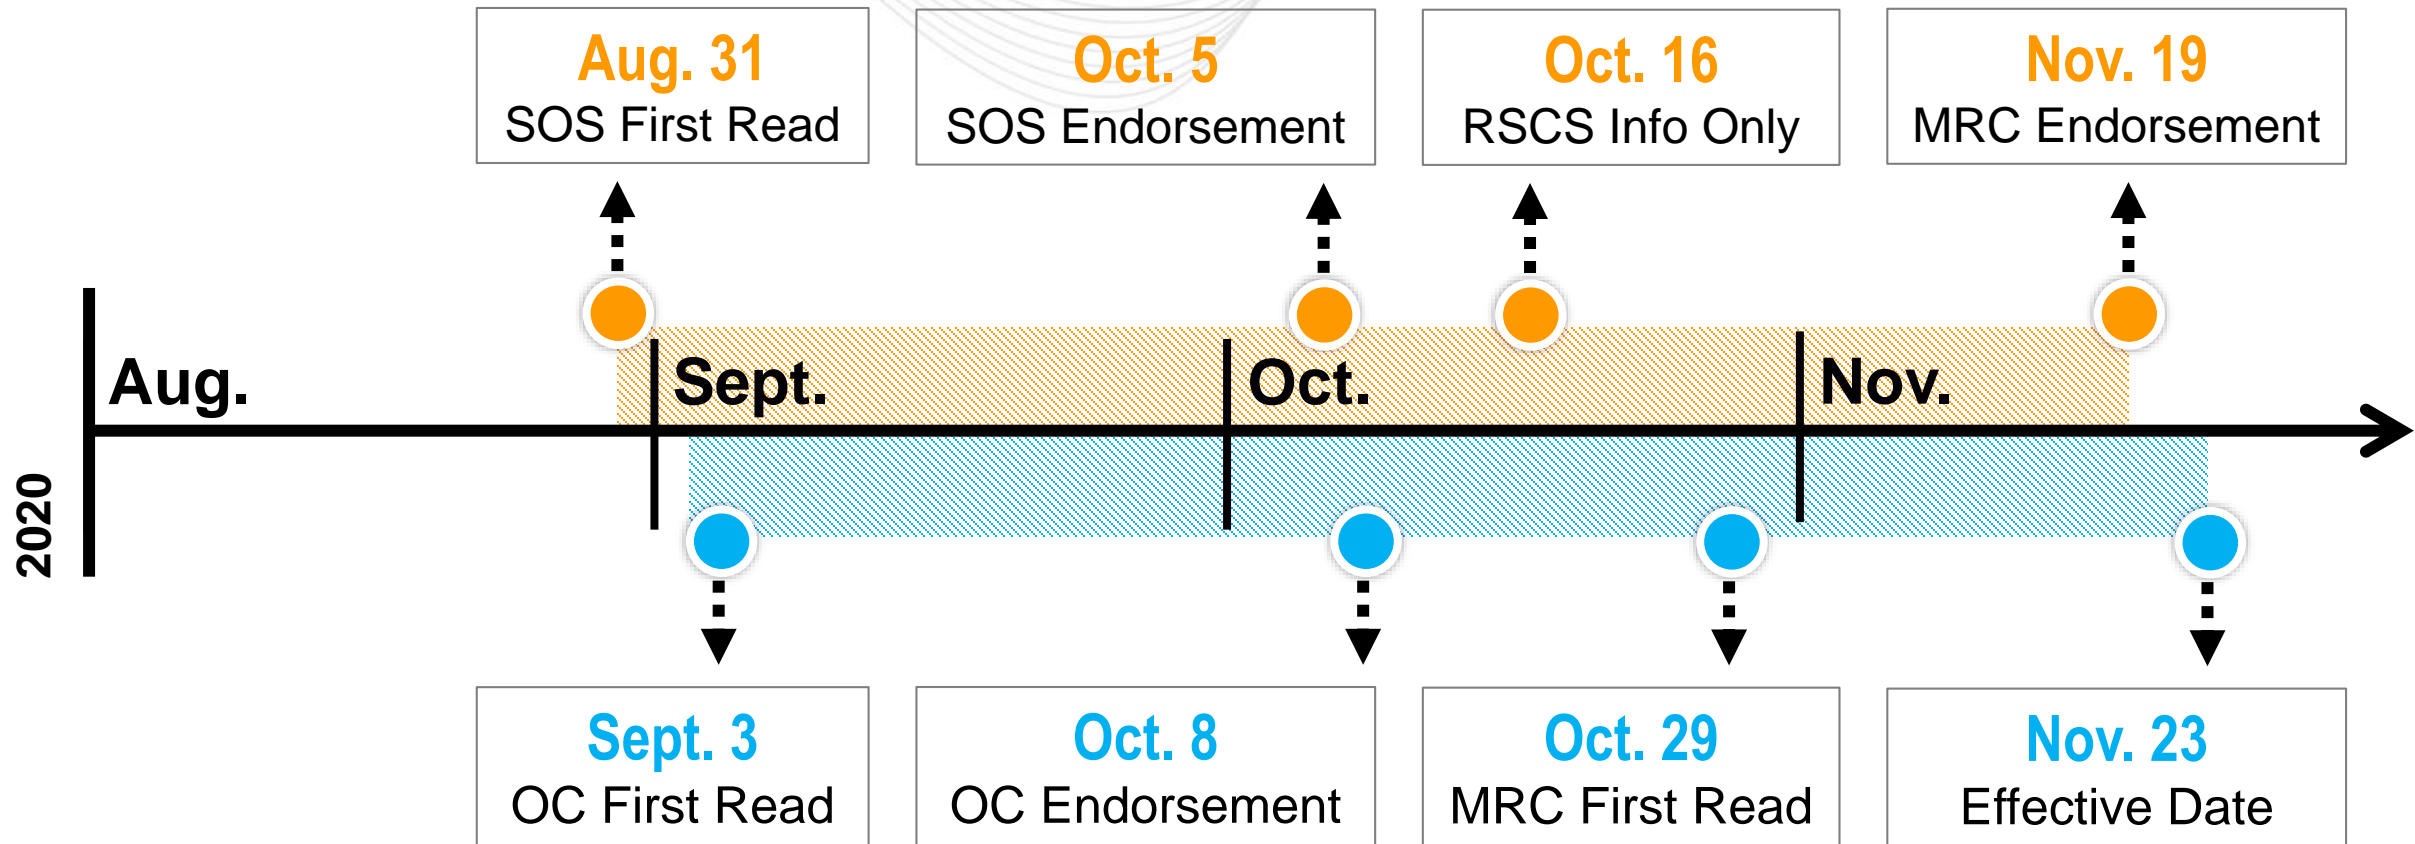 Aug. 31
SOS First Read
Oct. 5
SOS Endorsement
Oct. 16
RSCS Info Only
Nov. 19
MRC Endorsement
Aug.
Sept.
Oct.
Nov.
2020
Sept. 3
OC First Read
Oct. 8
OC Endorsement
Oct. 29
MRC First Read
Nov. 23
Effective Date